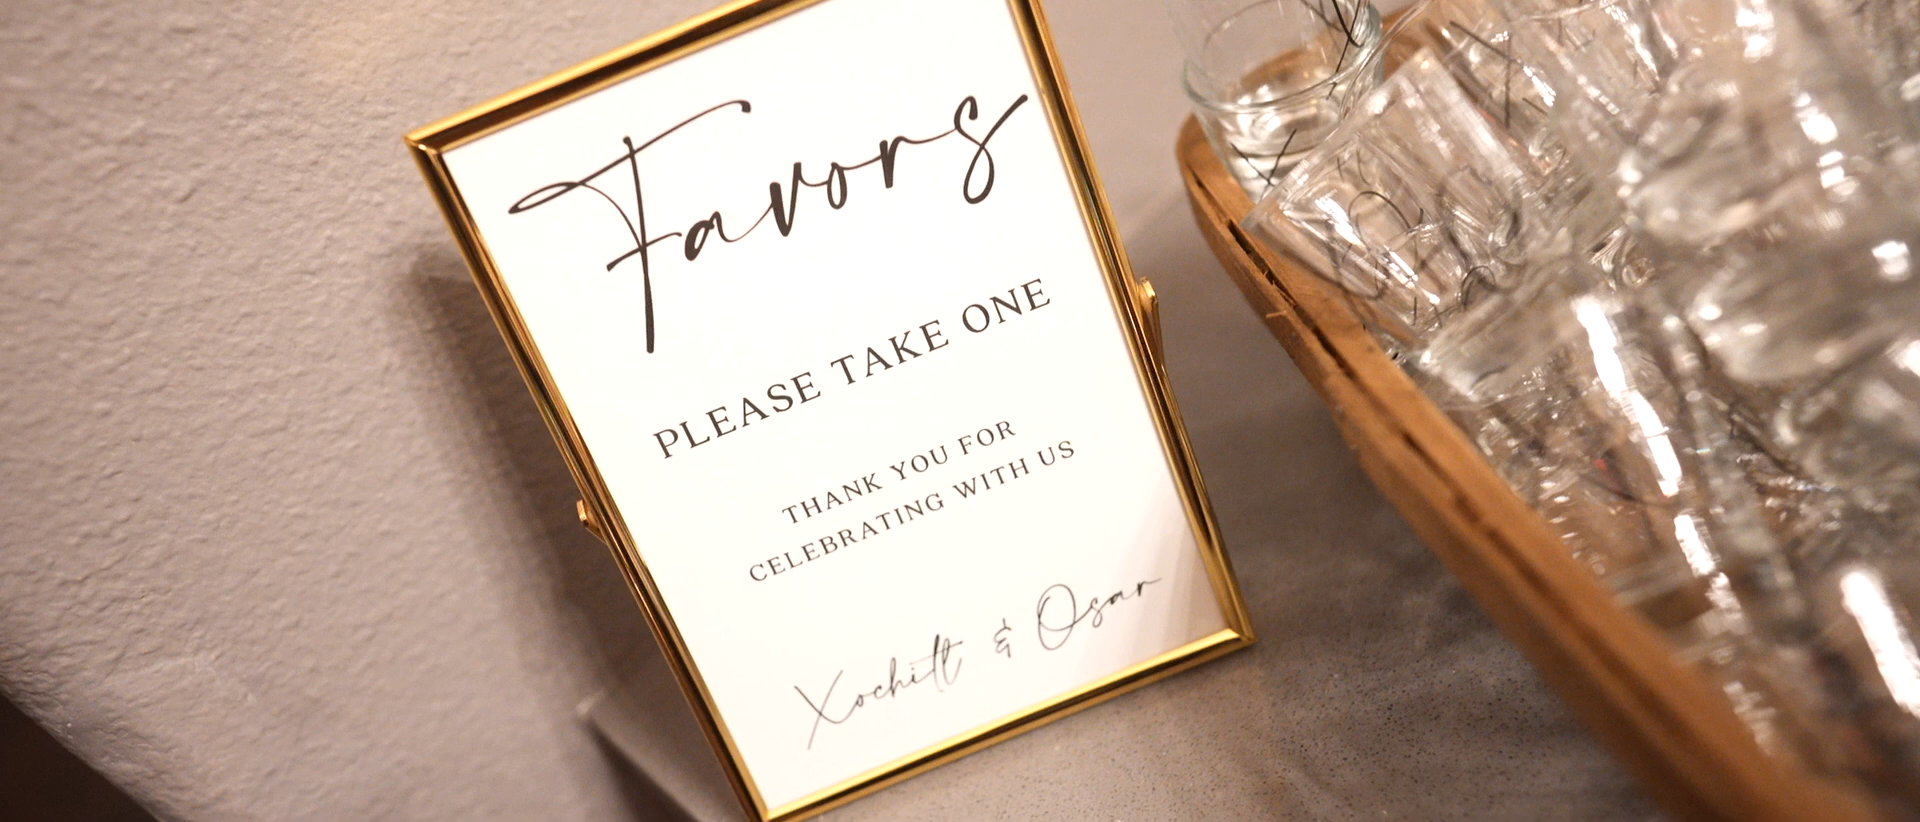 Favors
PLEASE TAKE ONE
THANK YOU FOR
CELEBRATING WITH US
Xochitl & Osar